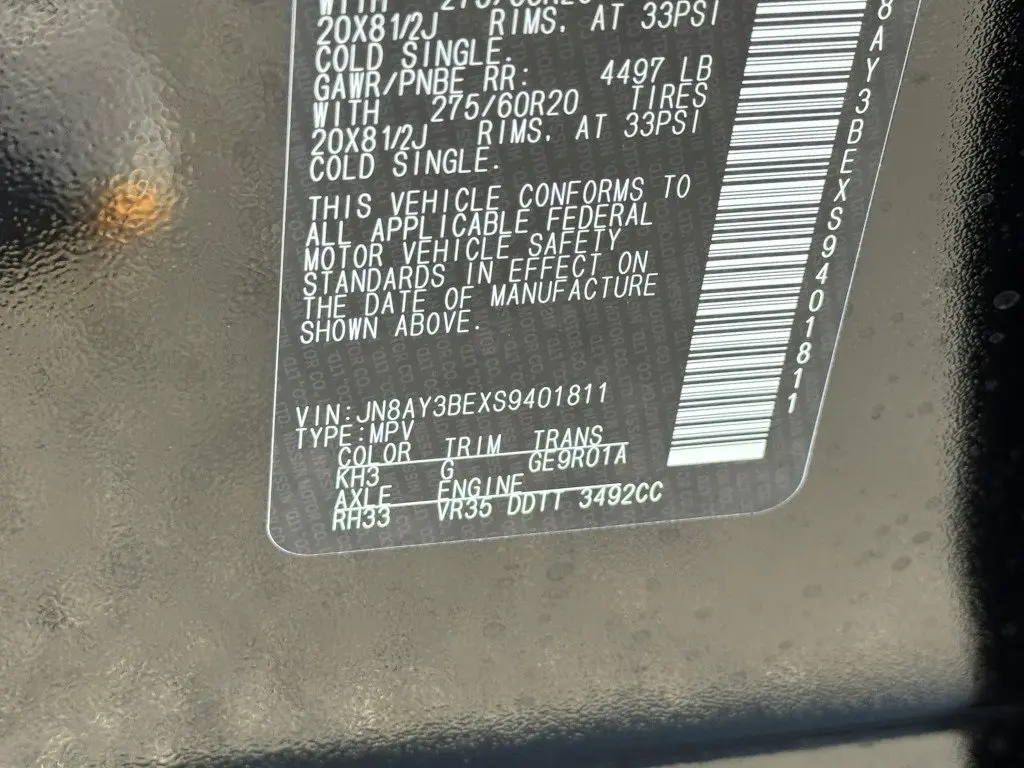 WITH 275/60R20
20X81/2J RIMS. AT 33PSI
COLD SINGLE.
GAWR/PNBE RR: 4497 LB
WITH 275/60R20 TIRES
20X81/2J RIMS. AT 33PSI
COLD SINGLE.
THIS VEHICLE CONFORMS TO
ALL APPLICABLE FEDERAL
MOTOR VEHICLE SAFETY
STANDARDS IN EFFECT ON
THE DATE OF MANUFACTURE
SHOWN ABOVE.
VIN:JN8AY3BEXS9401811
TYPE:MPV
COLOR TRIM TRANS
KH3 G GE9R01A
AXLE ENGINE
RH33 VR35 DDTT 3492CC
8AY3BEXS9401811